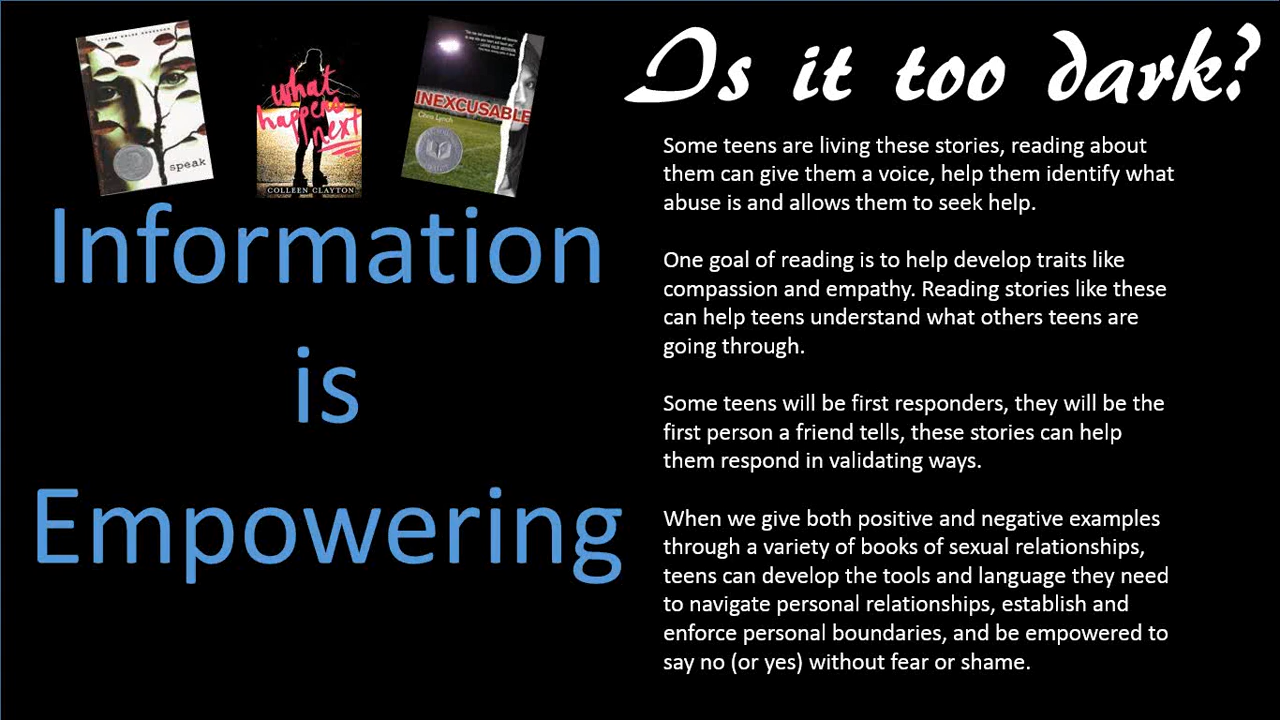 LAURIE HALSE ANDERSON
speak
what
happens
next
COLLEEN CLAYTON
INEXCUSABLE
Chris Lynch
Information
is
Empowering
Is it too dark?
Some teens are living these stories, reading about
them can give them a voice, help them identify what
abuse is and allows them to seek help.
One goal of reading is to help develop traits like
compassion and empathy. Reading stories like these
can help teens understand what others teens are
going through.
Some teens will be first responders, they will be the
first person a friend tells, these stories can help
them respond in validating ways.
When we give both positive and negative examples
through a variety of books of sexual relationships,
teens can develop the tools and language they need
to navigate personal relationships, establish and
enforce personal boundaries, and be empowered to
say no (or yes) without fear or shame.